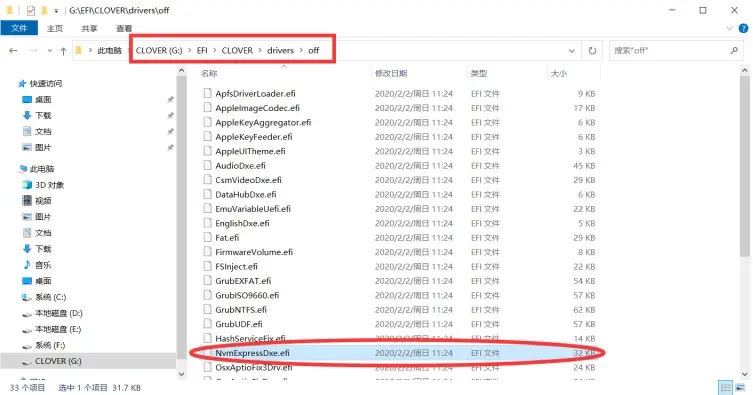 G:\EFI\CLOVER\drivers\off
文件 主页 共享 查看
此电脑 CLOVER (G:) EFI CLOVER drivers off 搜索"off"
快速访问
桌面
下载
文档
图片
此电脑
3D 对象
视频
图片
文档
下载
音乐
桌面
系统 (C:)
本地磁盘 (D:)
本地磁盘 (E:)
系统 (F:)
CLOVER (G:)
名称 修改日期 类型 大小
ApfsDriverLoader.efi 2020/2/2/周日 11:24 EFI 文件 9 KB
AppleImageCodec.efi 2020/2/2/周日 11:24 EFI 文件 17 KB
AppleKeyAggregator.efi 2020/2/2/周日 11:24 EFI 文件 6 KB
AppleKeyFeeder.efi 2020/2/2/周日 11:24 EFI 文件 6 KB
AppleUITheme.efi 2020/2/2/周日 11:24 EFI 文件 3 KB
AudioDxe.efi 2020/2/2/周日 11:24 EFI 文件 45 KB
CsmVideoDxe.efi 2020/2/2/周日 11:24 EFI 文件 29 KB
DataHubDxe.efi 2020/2/2/周日 11:24 EFI 文件 6 KB
EmuVariableUefi.efi 2020/2/2/周日 11:24 EFI 文件 22 KB
EnglishDxe.efi 2020/2/2/周日 11:24 EFI 文件 5 KB
Fat.efi 2020/2/2/周日 11:24 EFI 文件 29 KB
FirmwareVolume.efi 2020/2/2/周日 11:24 EFI 文件 8 KB
FSInject.efi 2020/2/2/周日 11:24 EFI 文件 22 KB
GrubEXFAT.efi 2020/2/2/周日 11:24 EFI 文件 54 KB
GrubISO9660.efi 2020/2/2/周日 11:24 EFI 文件 57 KB
GrubNTFS.efi 2020/2/2/周日 11:24 EFI 文件 62 KB
GrubUDF.efi 2020/2/2/周日 11:24 EFI 文件 57 KB
HashServiceFix.efi 2020/2/2/周日 11:24 EFI 文件 14 KB
NvmExpressDxe.efi 2020/2/2/周日 11:24 EFI 文件 32 KB
OsxAptioFix3Drv.efi 2020/2/2/周日 11:24 EFI 文件 24 KB
33 个项目 选中 1 个项目 31.7 KB